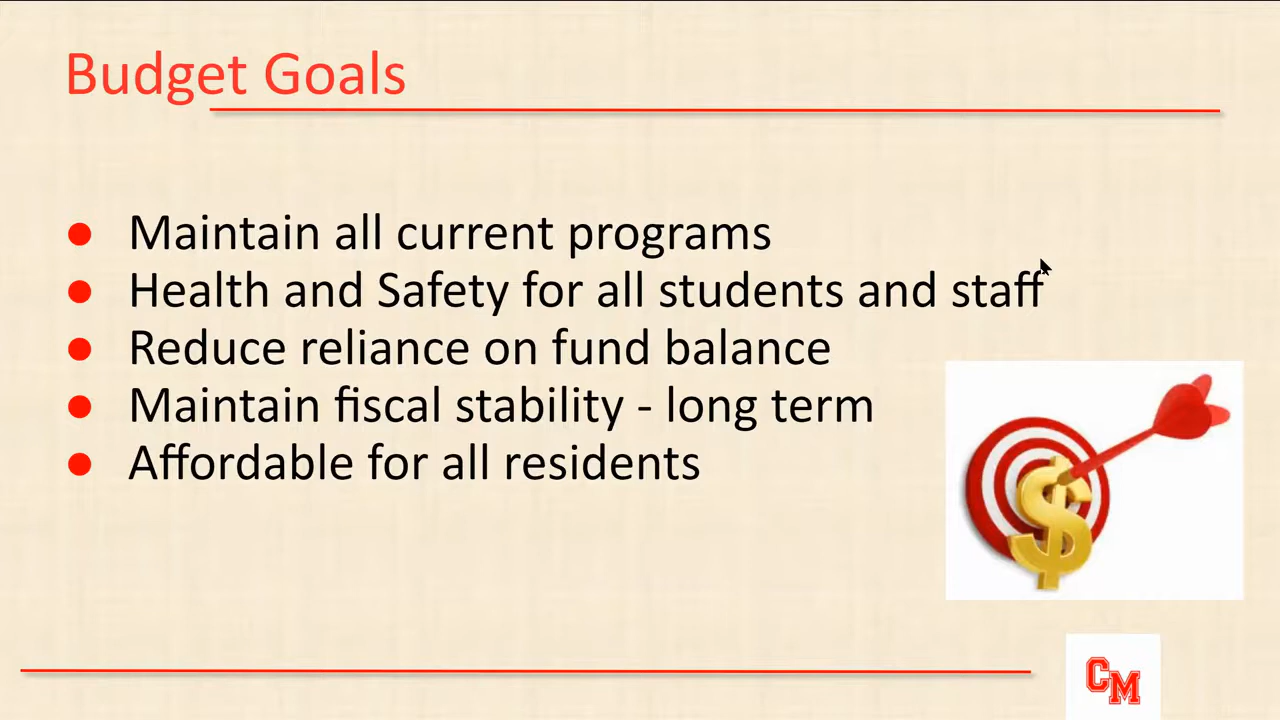 Budget Goals
Maintain all current programs
Health and Safety for all students and staff
Reduce reliance on fund balance
Maintain fiscal stability - long term
Affordable for all residents
$
CM